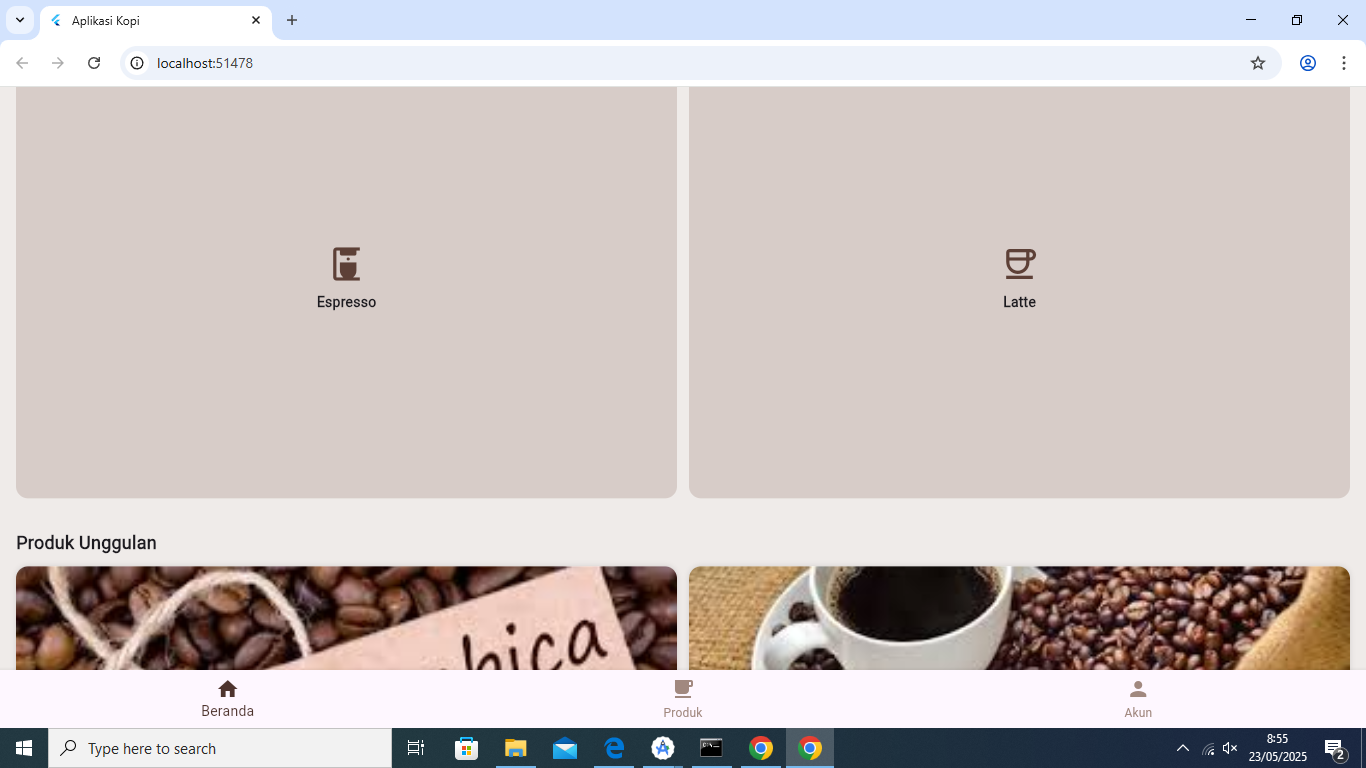 Aplikasi Kopi
localhost:51478
Espresso
Latte
Produk Unggulan
bica
Beranda
Produk
Akun
Type here to search
8:55
23/05/2025
2